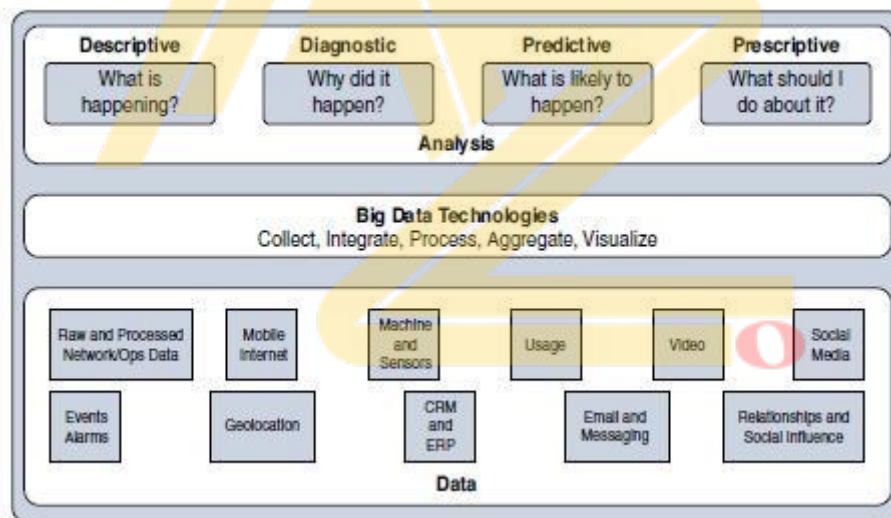 Descriptive Diagnostic Predictive Prescriptive
What is
happening?
Why did it
happen?
What is likely to
happen?
What should I
do about it?
Analysis
Big Data Technologies
Collect, Integrate, Process, Aggregate, Visualize
Raw and Processed
Network/Ops Data
Mobile
Internet
Machine
and
Sensors
Usage
Video
Social
Media
Events
Alarms
Geolocation
CRM
and
ERP
Email and
Messaging
Relationships and
Social Influence
Data